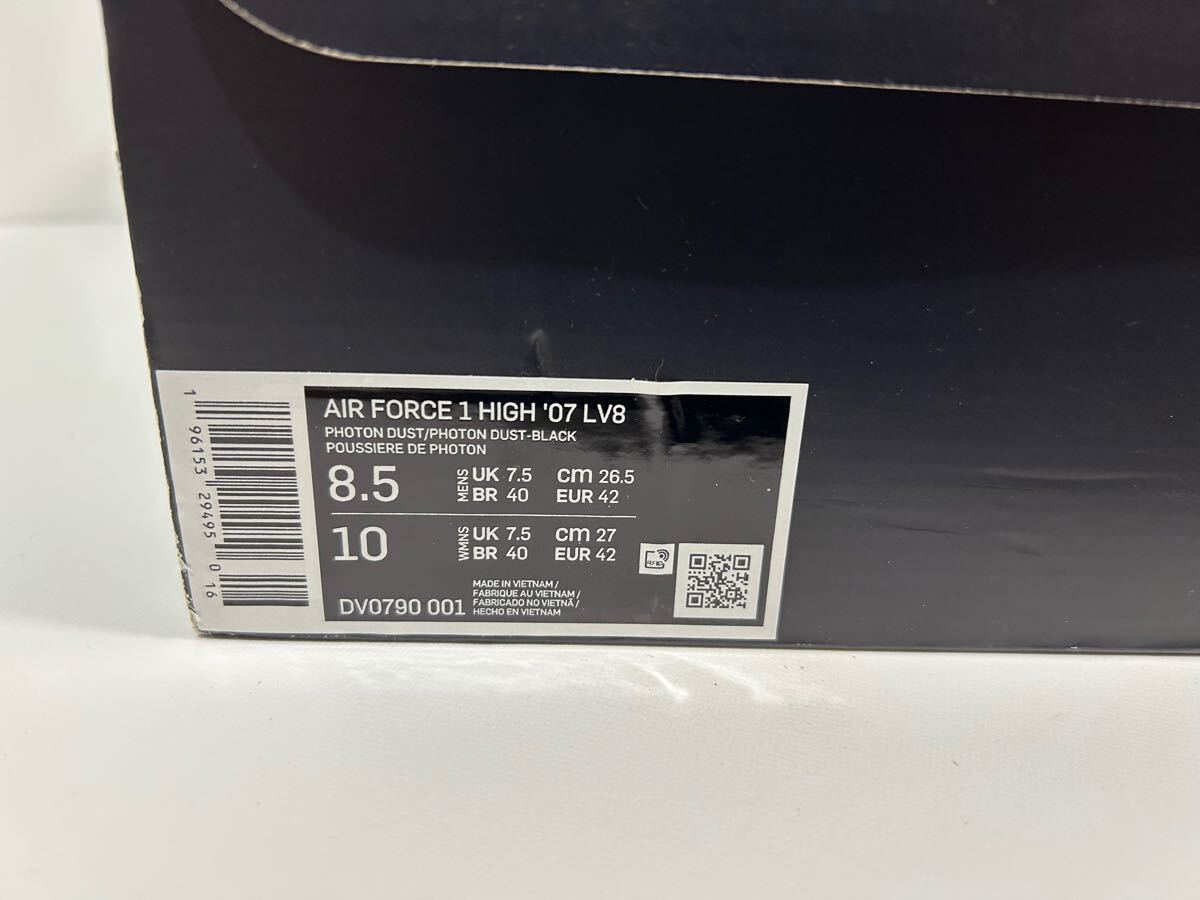 AIR FORCE 1 HIGH '07 LV8
PHOTON DUST/PHOTON DUST-BLACK
POUSSIERE DE PHOTON
8.5 MENS UK 7.5 cm 26.5
BR 40 EUR 42
10 WMNS UK 7.5 cm 27
BR 40 EUR 42
RFID
DV0790 001
MADE IN VIETNAM /
FABRIQUE AU VIETNAM /
FABRICADO NO VIETNÃ /
HECHO EN VIETNAM
1 96153 29495 0 16